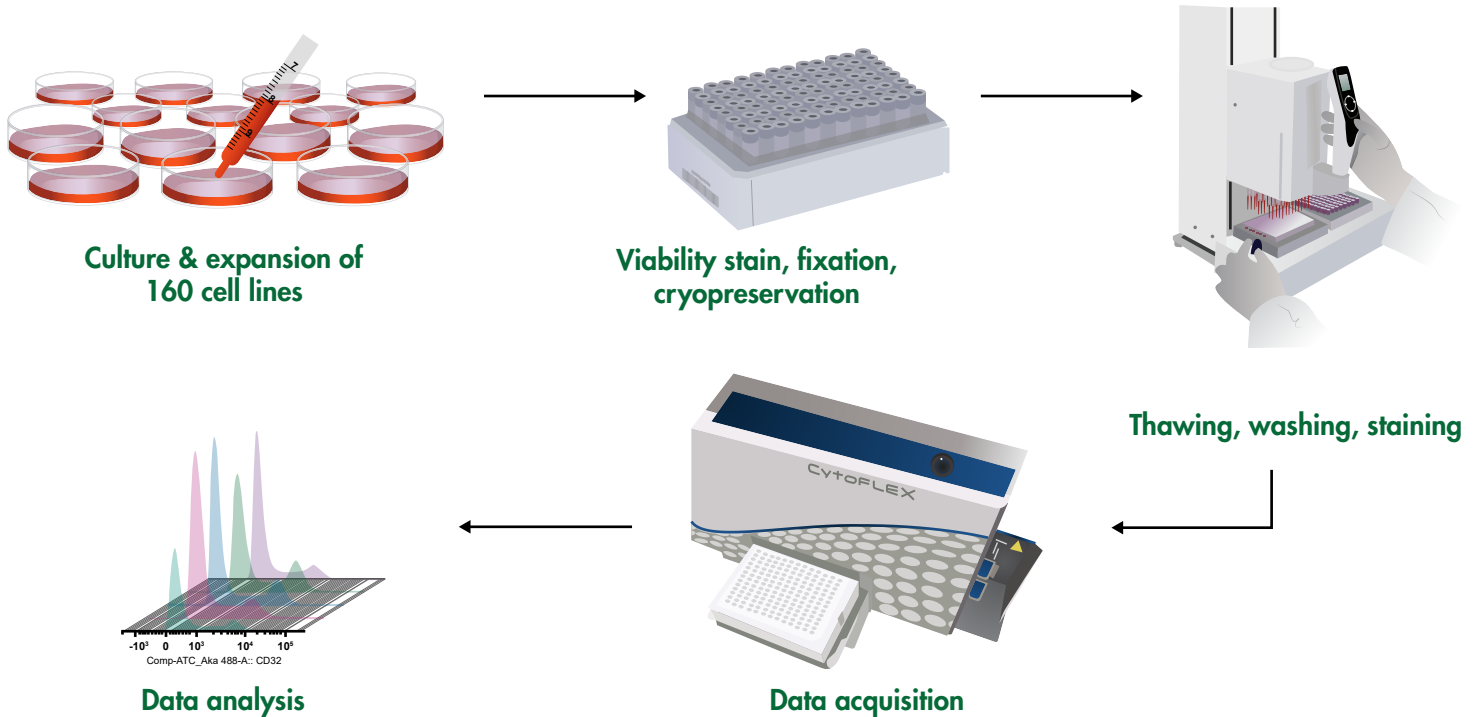 Culture & expansion of
160 cell lines
Viability stain, fixation,
cryopreservation
Thawing, washing, staining
CytoFLEX
-10³ 0 10³ 10⁴ 10⁵
Comp-ATC_Aka 488-A:: CD32
Data analysis
Data acquisition